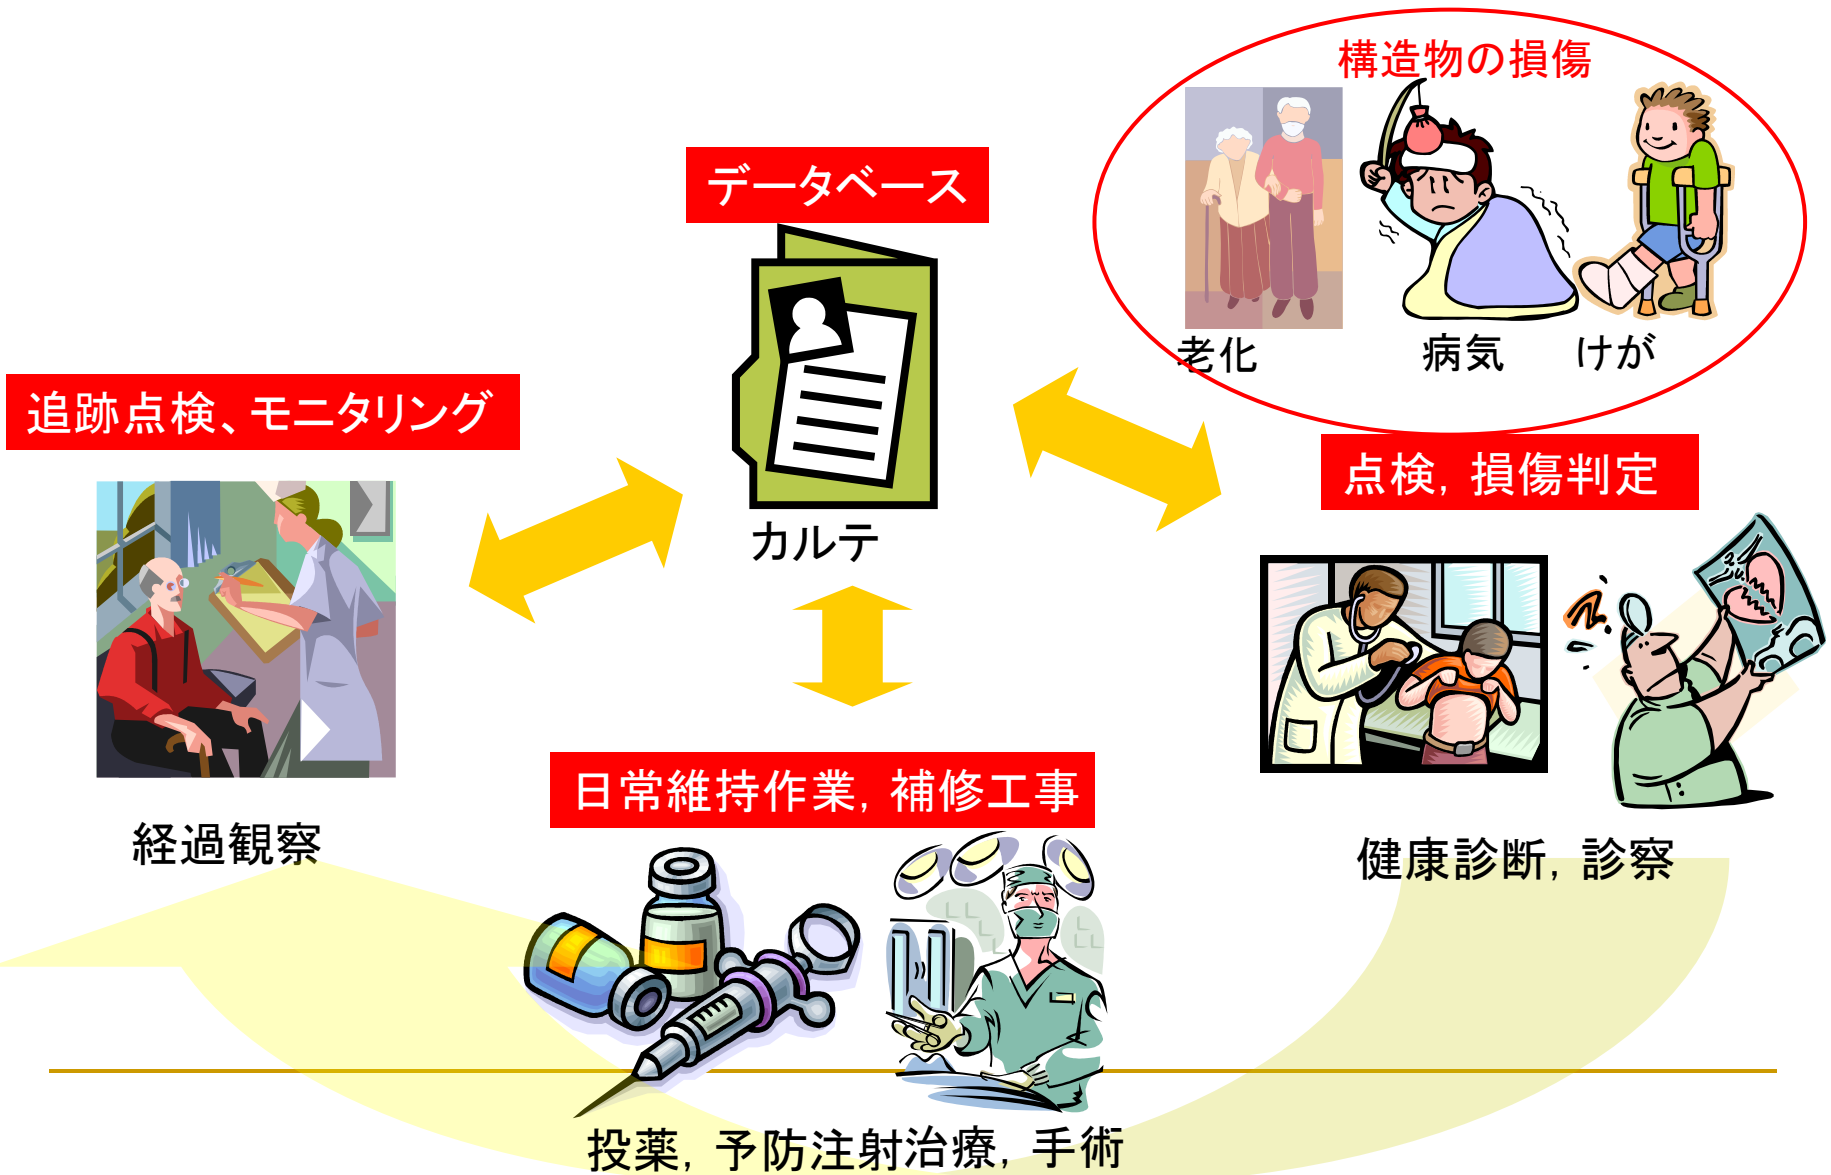 構造物の損傷
データベース
老化
病気
けが
追跡点検、モニタリング
点検, 損傷判定
カルテ
日常維持作業, 補修工事
経過観察
健康診断, 診察
投薬, 予防注射治療, 手術